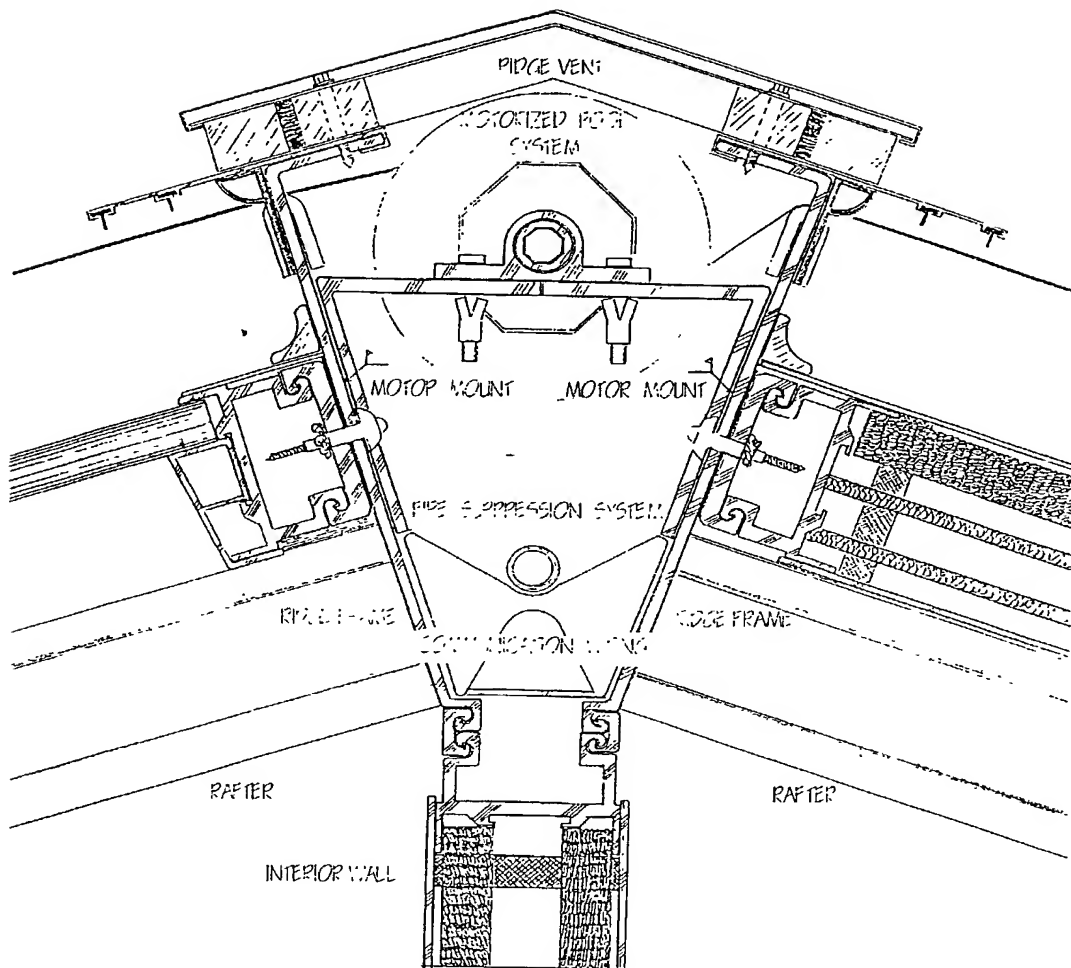 RIDGE VENT
MOTORIZED ROOF
SYSTEM
MOTOR MOUNT
MOTOR MOUNT
FIRE SUPPRESSION SYSTEM
RIDGE FRAME
RIDGE FRAME
COMMUNICATION WIRING
RAFTER
RAFTER
INTERIOR WALL